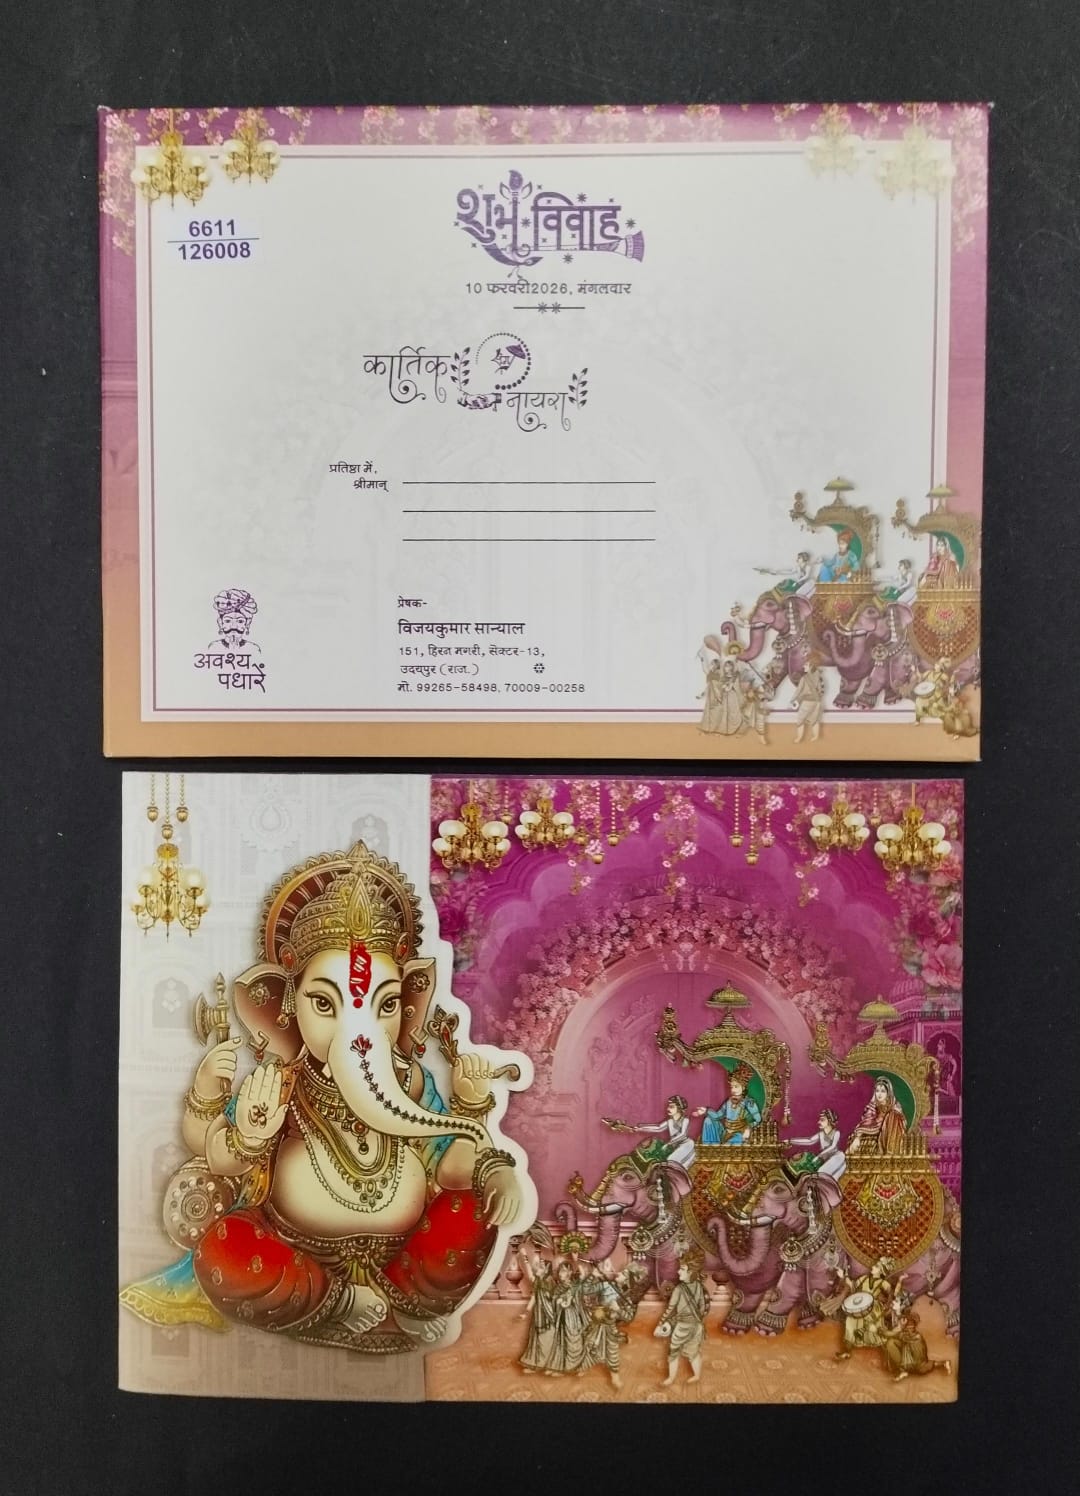 6611
126008
शुभ विवाह
10 फरवरी2026, मंगलवार
कार्तिक
संग
नायरा
प्रतिष्ठा में,
श्रीमान्
प्रेषक-
विजयकुमार सान्याल
151, हिरन मगरी, सेक्टर-13,
उदयपुर (राज.)
मो. 99265-58498, 70009-00258
अवश्य
पधारें